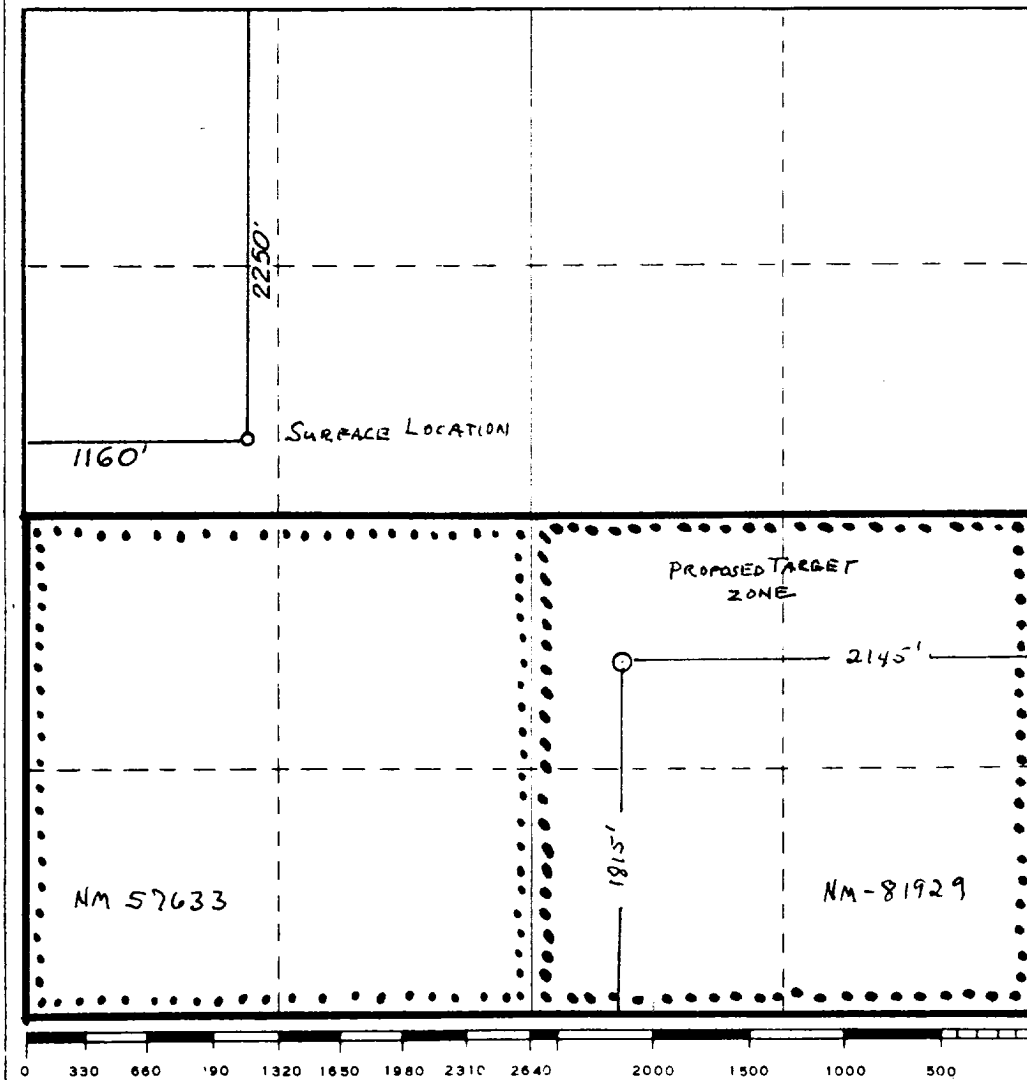 2250'
1160'
SURFACE LOCATION
PROPOSED TARGET
ZONE
2145'
1815'
NM 57633
NM-81929
0 330 660 190 1320 1650 1980 2310 2640 2000 1500 1000 500